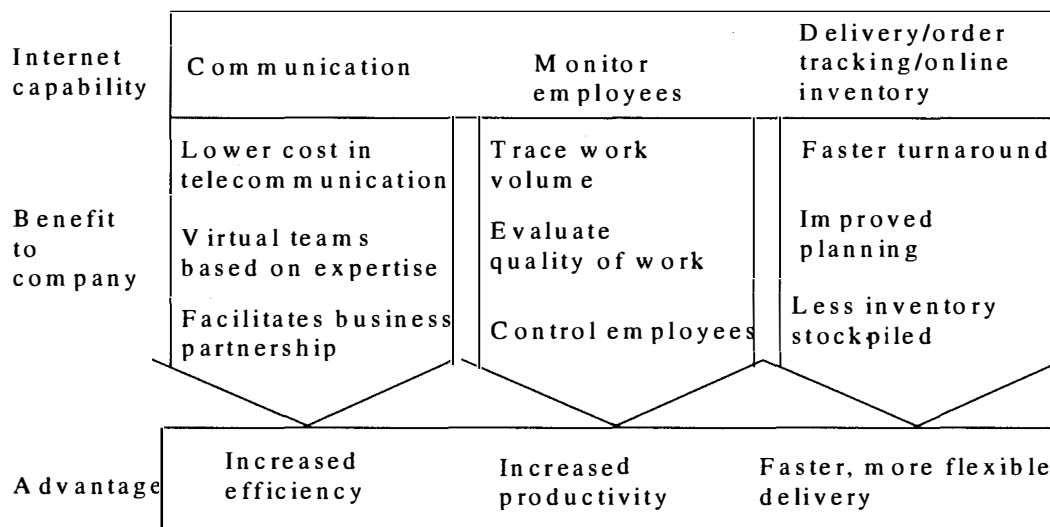 Internet
capability
Communication
Monitor
employees
Delivery/order
tracking/online
inventory
Benefit
to
company
Lower cost in
telecommunication
Virtual teams
based on expertise
Facilitates business
partnership
Trace work
volume
Evaluate
quality of work
Control employees
Faster turnaround
Improved
planning
Less inventory
stockpiled
Advantage
Increased
efficiency
Increased
productivity
Faster, more flexible
delivery